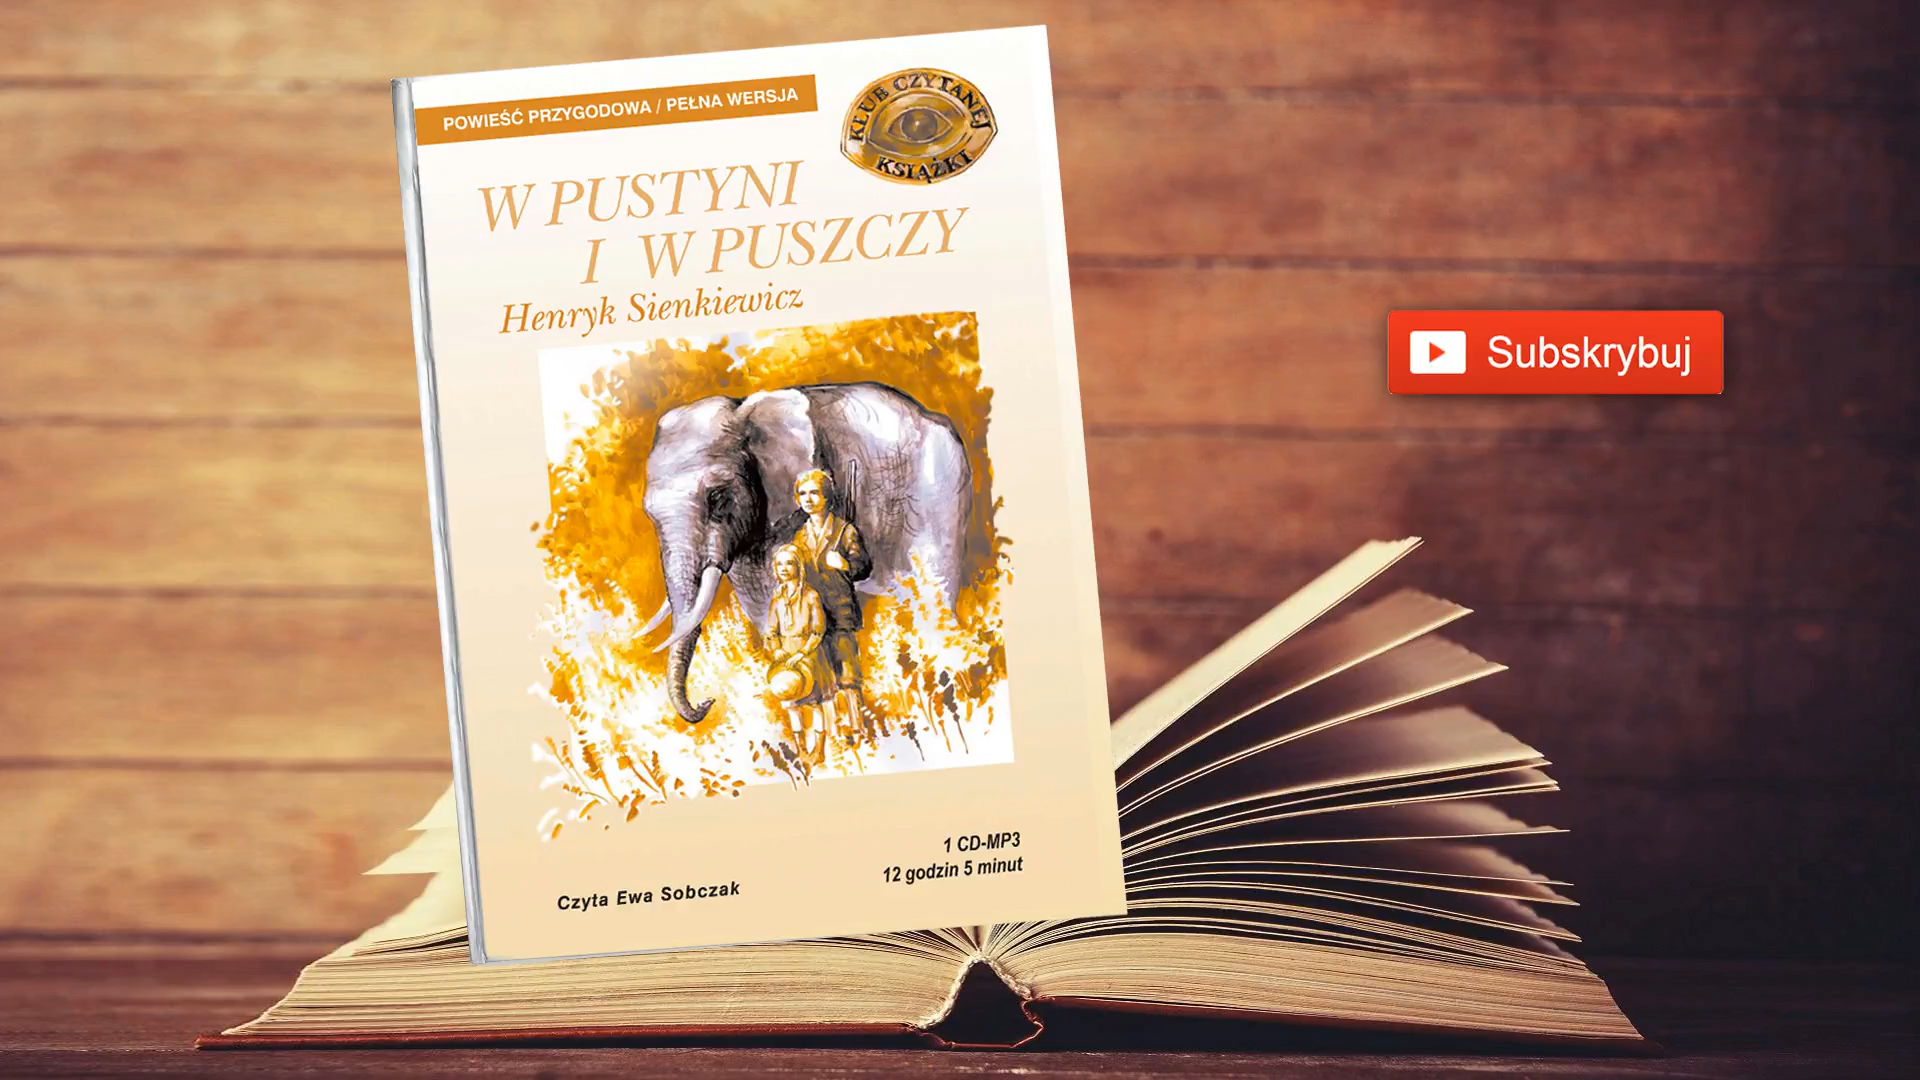 POWIEŚĆ PRZYGODOWA / PEŁNA WERSJA
KLUB CZYTANEJ
KSIĄŻKI
W PUSTYNI
I W PUSZCZY
Henryk Sienkiewicz
Subskrybuj
1 CD-MP3
12 godzin 5 minut
Czyta Ewa Sobczak